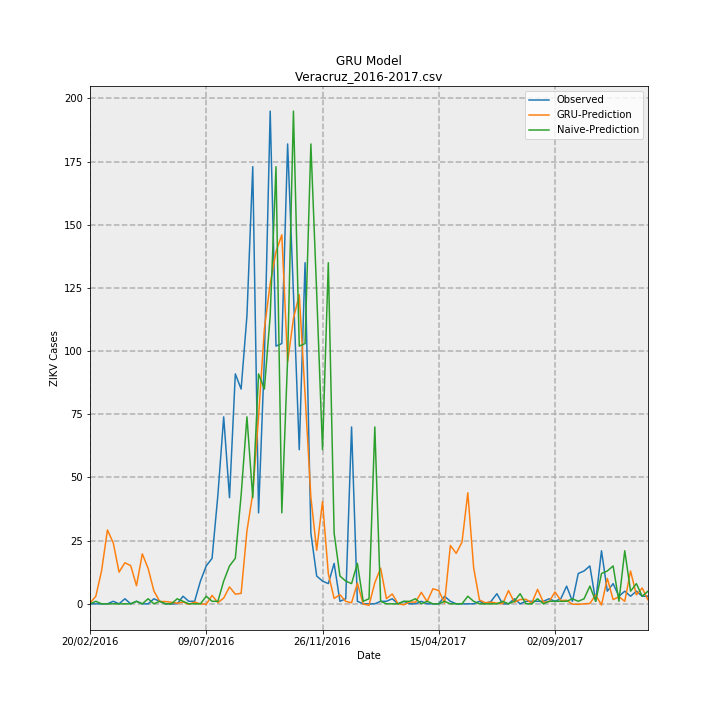 GRU Model
Veracruz_2016-2017.csv
Observed
GRU-Prediction
Naive-Prediction
200
175
150
125
100
75
50
25
0
ZIKV Cases
20/02/2016 09/07/2016 26/11/2016 15/04/2017 02/09/2017
Date